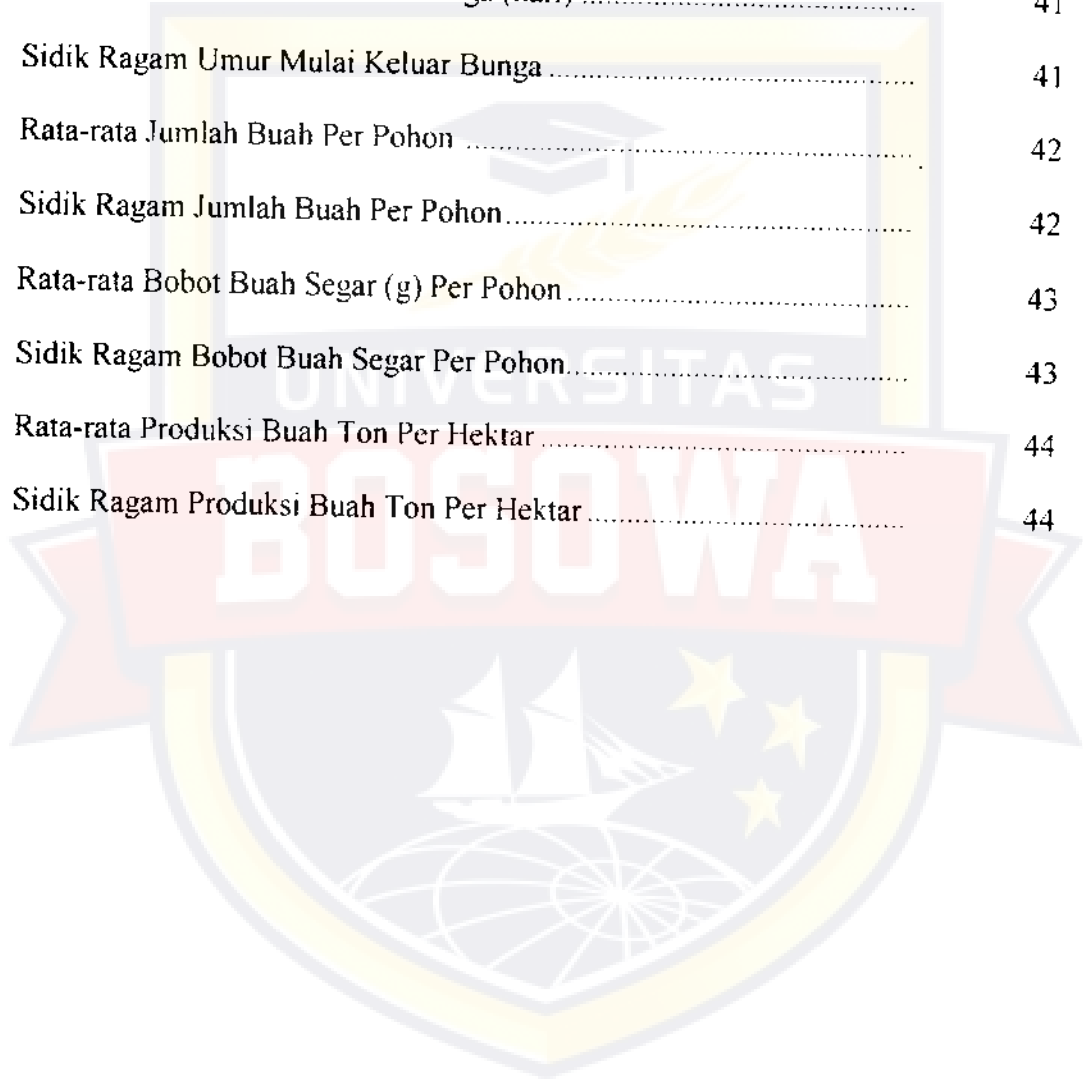 41
Sidik Ragam Umur Mulai Keluar Bunga ........................................ 41
Rata-rata Jumlah Buah Per Pohon ........................................ 42
Sidik Ragam Jumlah Buah Per Pohon ........................................ 42
Rata-rata Bobot Buah Segar (g) Per Pohon ........................................ 43
Sidik Ragam Bobot Buah Segar Per Pohon ........................................ 43
UNIVERSITAS
Rata-rata Produksi Buah Ton Per Hektar ........................................ 44
BOSOWA
Sidik Ragam Produksi Buah Ton Per Hektar ........................................ 44